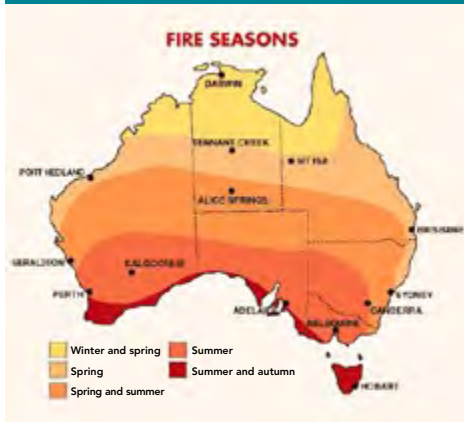 FIRE SEASONS
DARWIN
TENNANT CREEK
MT ISA
PORT HEDLAND
ALICE SPRINGS
BRISBANE
GERALDTON
KALGOORLIE
PERTH
SYDNEY
ADELAIDE
CANBERRA
MELBOURNE
HOBART
Winter and spring
Summer
Spring
Summer and autumn
Spring and summer